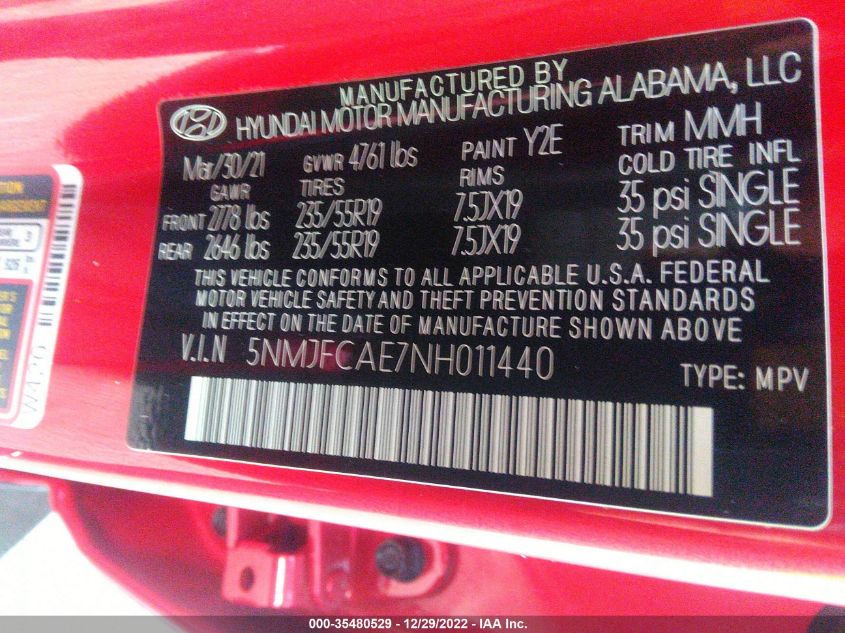 MANUFACTURED BY
HYUNDAI MOTOR MANUFACTURING ALABAMA, LLC
Mar/30/21 GVWR 4761 lbs PAINT Y2E TRIM MMH
GAWR TIRES RIMS COLD TIRE INFL
FRONT 2778 lbs 235/55R19 7.5JX19 35 psi SINGLE
REAR 2646 lbs 235/55R19 7.5JX19 35 psi SINGLE
THIS VEHICLE CONFORMS TO ALL APPLICABLE U.S.A. FEDERAL
MOTOR VEHICLE SAFETY AND THEFT PREVENTION STANDARDS
IN EFFECT ON THE DATE OF MANUFACTURE SHOWN ABOVE
V.I.N 5NMJFCAE7NH011440
TYPE: MPV
W420
000-35480529 - 12/29/2022 - IAA Inc.